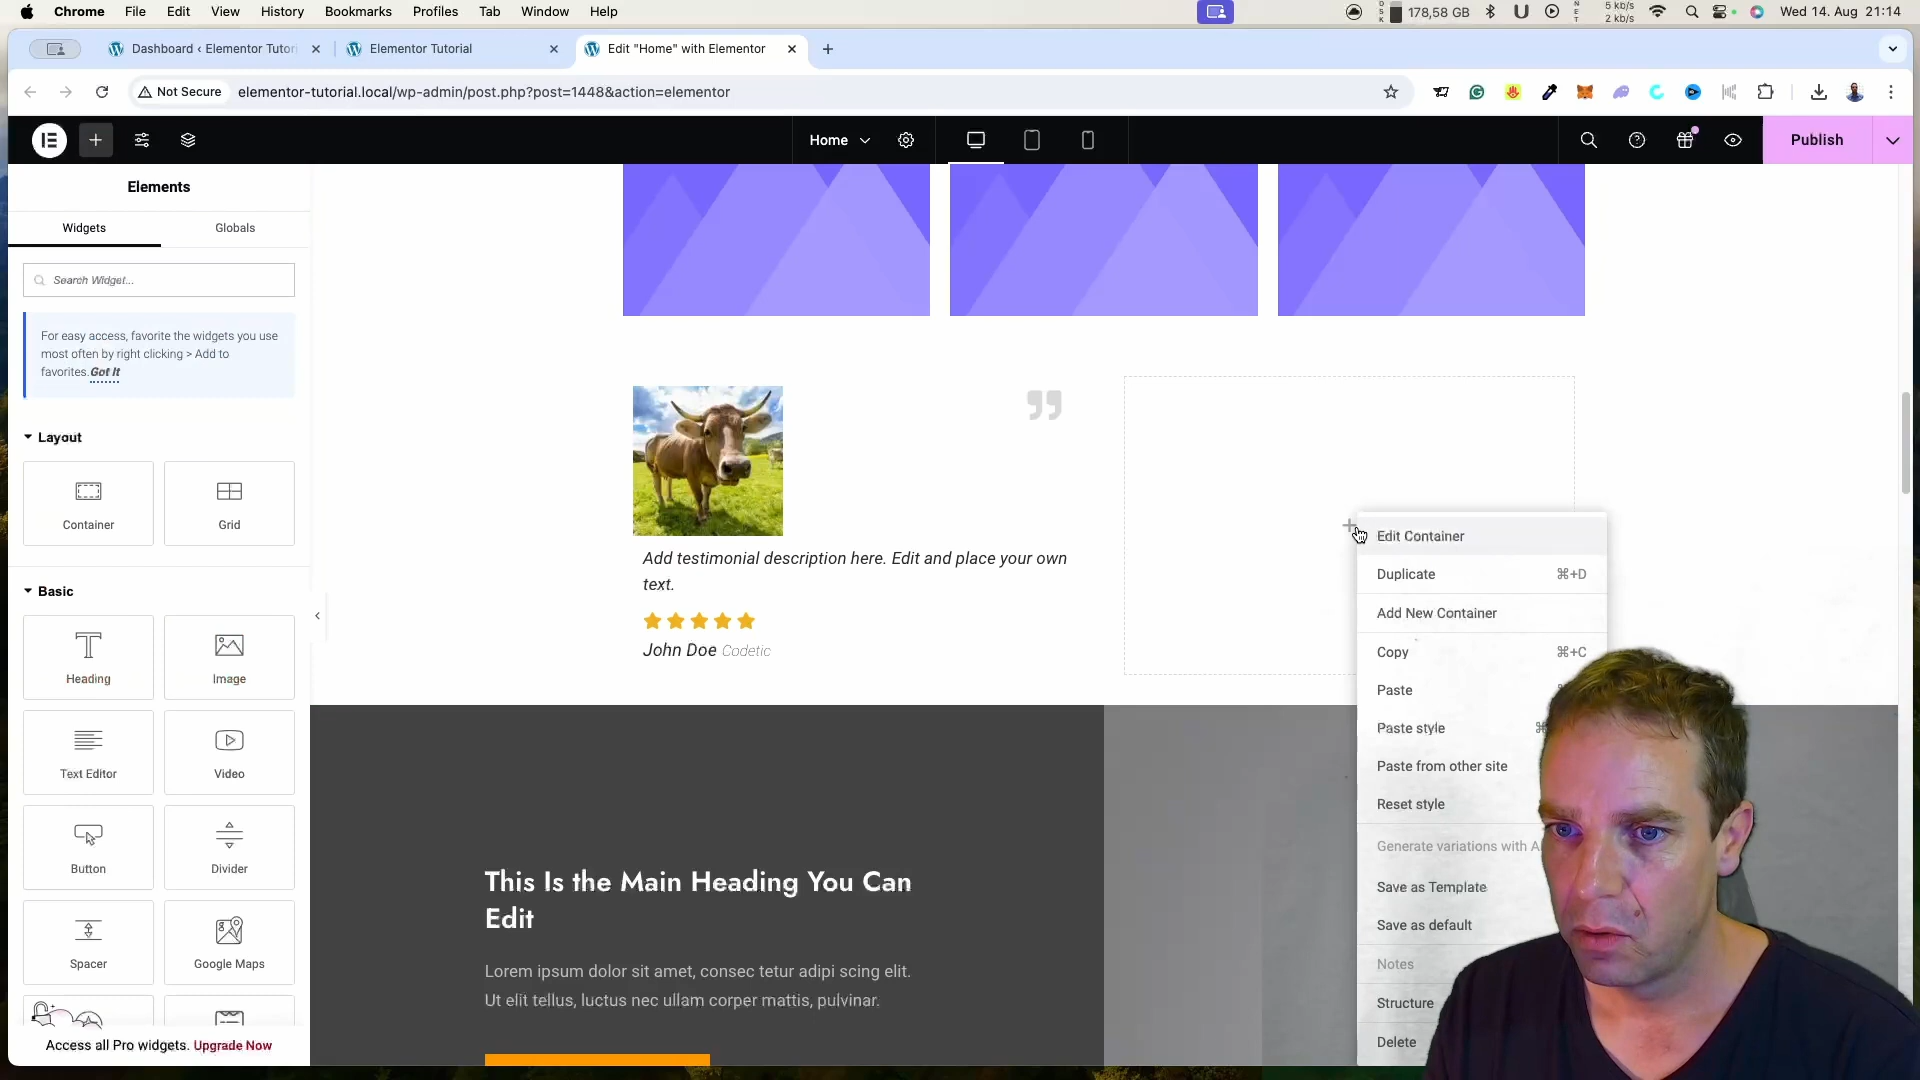 Chrome File Edit View History Bookmarks Profiles Tab Window Help
178,58 GB
5 kb/s
2 kb/s
Wed 14. Aug 21:14
Dashboard ‹ Elementor Tutori
Elementor Tutorial
Edit "Home" with Elementor
Not Secure
elementor-tutorial.local/wp-admin/post.php?post=1448&action=elementor
Home
Publish
Elements
Widgets
Globals
Search Widget...
For easy access, favorite the widgets you use
most often by right clicking > Add to
favorites. Got It
Layout
Container
Grid
Basic
Heading
Image
Text Editor
Video
Button
Divider
Spacer
Google Maps
Access all Pro widgets. Upgrade Now
Add testimonial description here. Edit and place your own
text.
John Doe Codetic
This Is the Main Heading You Can
Edit
Lorem ipsum dolor sit amet, consec tetur adipi scing elit.
Ut elit tellus, luctus nec ullam corper mattis, pulvinar.
Edit Container
Duplicate ⌘+D
Add New Container
Copy ⌘+C
Paste
Paste style
Paste from other site
Reset style
Generate variations with
Save as Template
Save as default
Notes
Structure
Delete